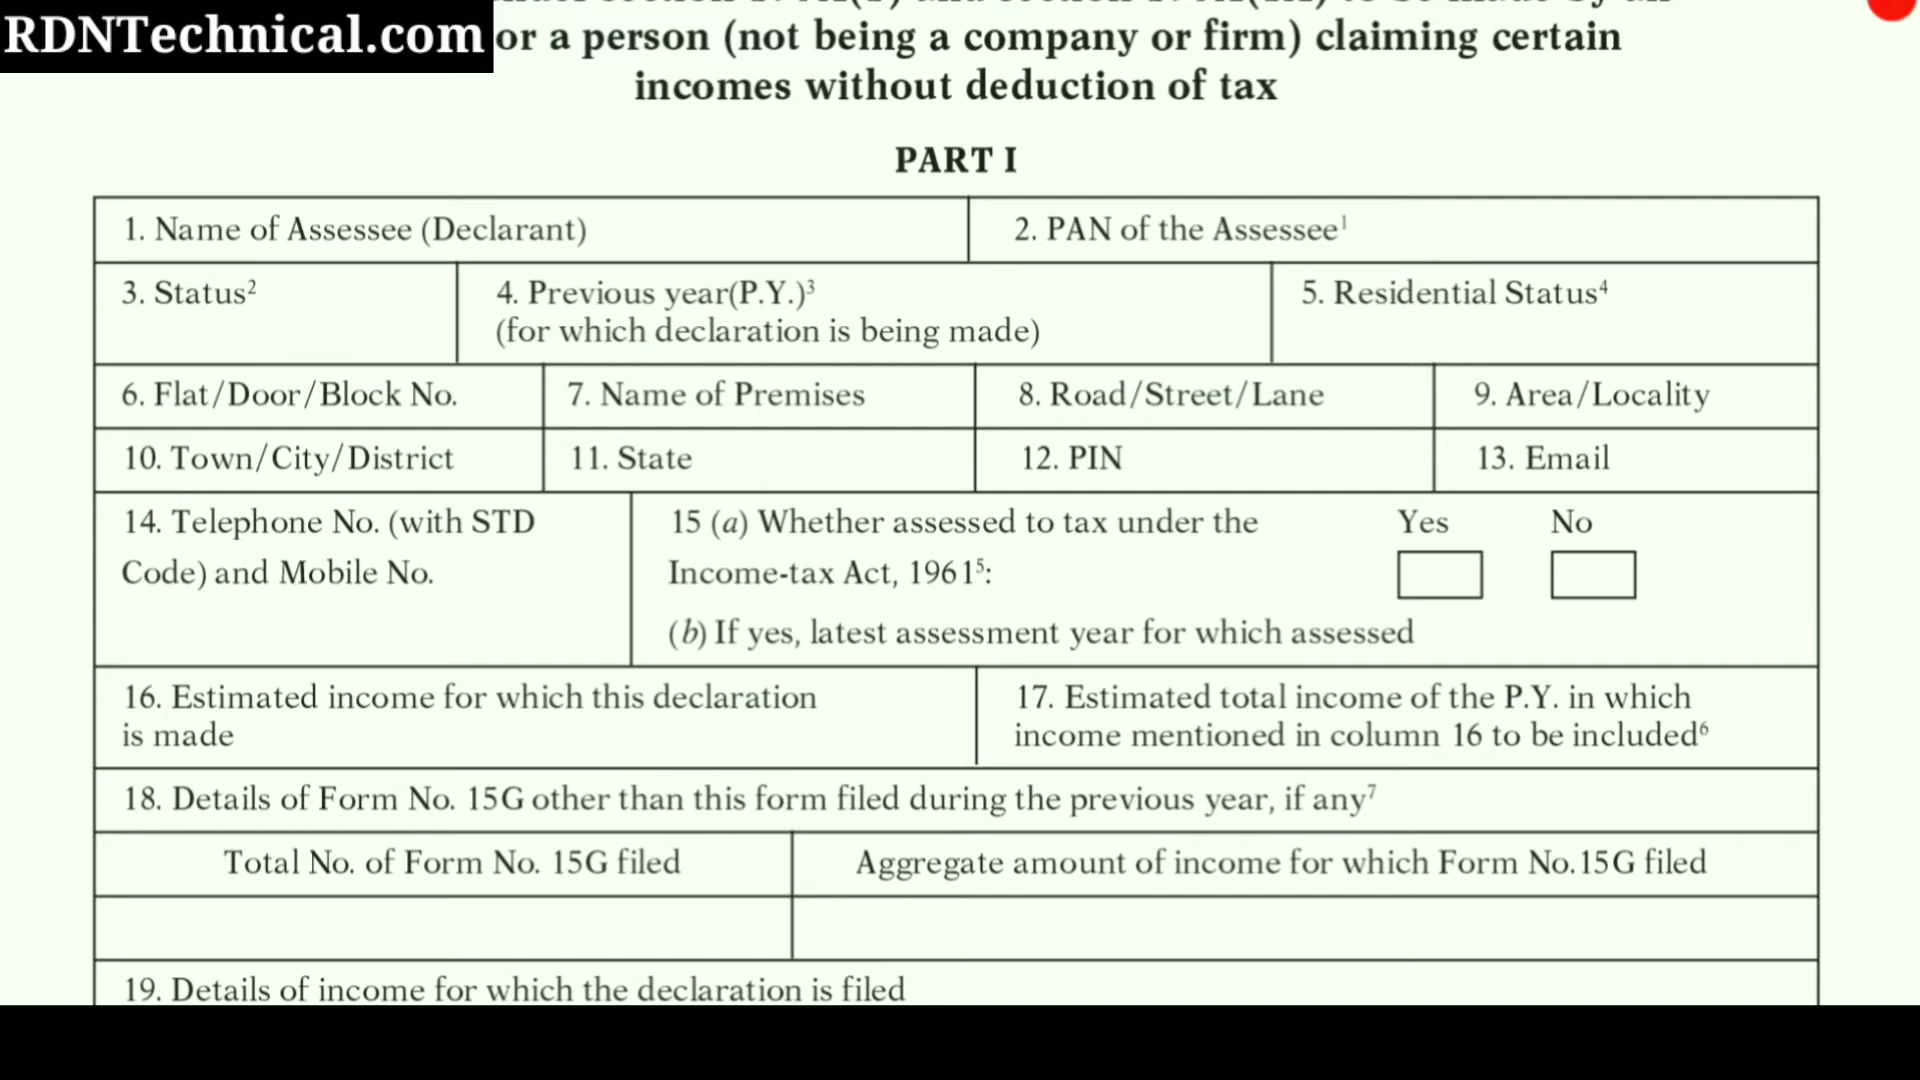 RDNTechnical.com
or a person (not being a company or firm) claiming certain
incomes without deduction of tax
PART I
1. Name of Assessee (Declarant)
2. PAN of the Assessee¹
3. Status²
4. Previous year(P.Y.)³
(for which declaration is being made)
5. Residential Status⁴
6. Flat/Door/Block No.
7. Name of Premises
8. Road/Street/Lane
9. Area/Locality
10. Town/City/District
11. State
12. PIN
13. Email
14. Telephone No. (with STD
Code) and Mobile No.
15 (a) Whether assessed to tax under the
Yes
No
Income-tax Act, 1961⁵:
(b) If yes, latest assessment year for which assessed
16. Estimated income for which this declaration
is made
17. Estimated total income of the P.Y. in which
income mentioned in column 16 to be included⁶
18. Details of Form No. 15G other than this form filed during the previous year, if any⁷
Total No. of Form No. 15G filed
Aggregate amount of income for which Form No.15G filed
19. Details of income for which the declaration is filed